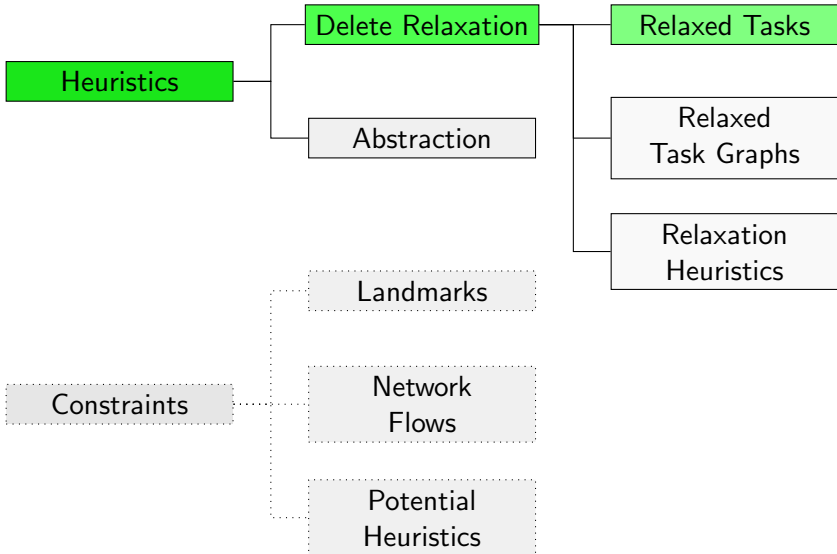 Heuristics
Delete Relaxation
Relaxed Tasks
Relaxed
Task Graphs
Relaxation
Heuristics
Abstraction
Constraints
Landmarks
Network
Flows
Potential
Heuristics